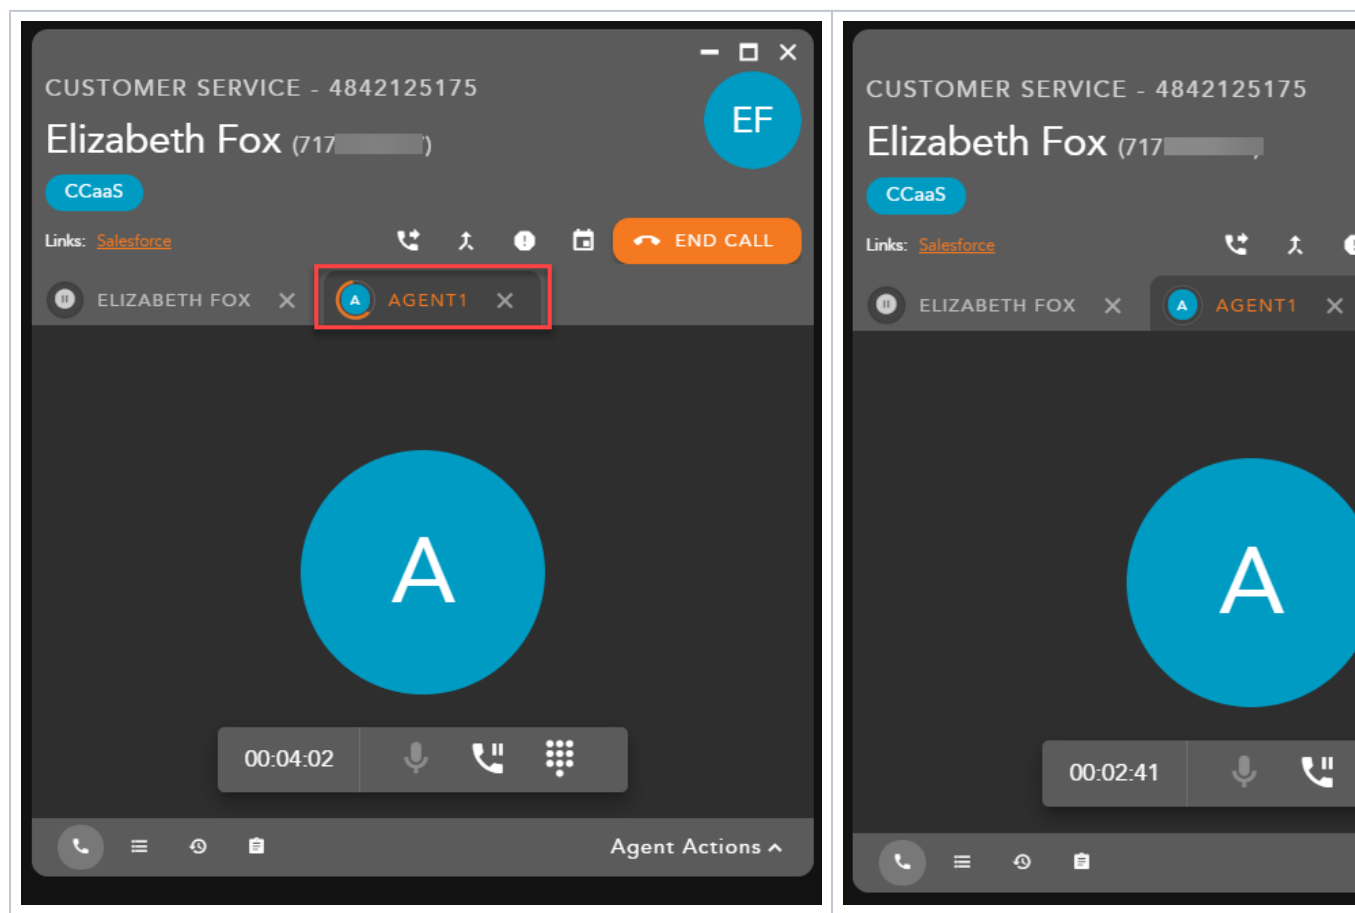 CUSTOMER SERVICE - 4842125175
EF
Elizabeth Fox (717 )
CCaaS
Links: Salesforce
END CALL
ELIZABETH FOX
A AGENT1
A
00:04:02
Agent Actions
CUSTOMER SERVICE - 4842125175
Elizabeth Fox (717
CCaaS
Links: Salesforce
ELIZABETH FOX
A AGENT1
A
00:02:41